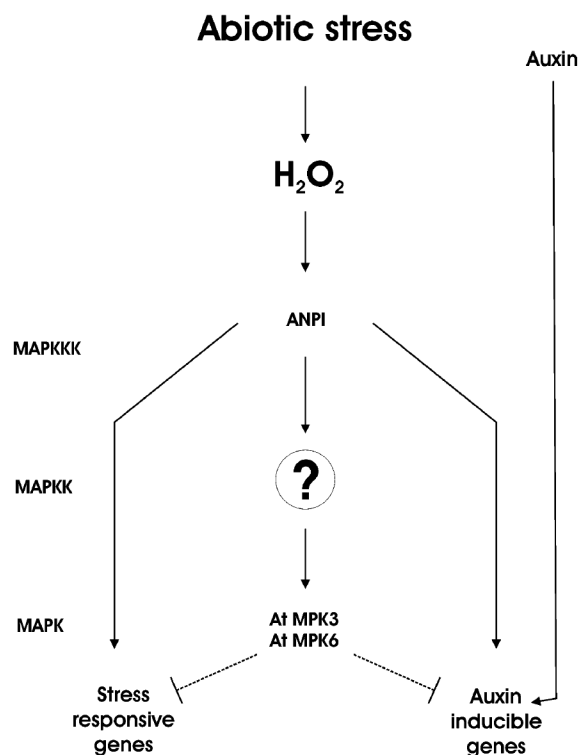 Abiotic stress
Auxin
H₂O₂
ANPI
MAPKKK
?
MAPKK
At MPK3
MAPK
At MPK6
Stress
responsive
genes
Auxin
inducible
genes